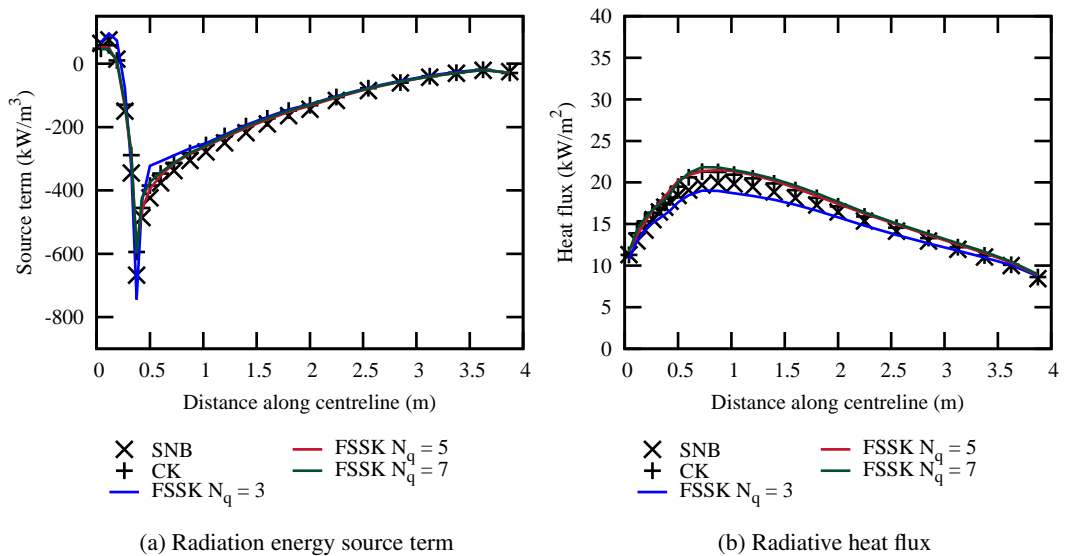 0
-200
-400
-600
-800
0 0.5 1 1.5 2 2.5 3 3.5 4
Source term (kW/m³)
Distance along centreline (m)
SNB
CK
FSSK N_q = 3
FSSK N_q = 5
FSSK N_q = 7
(a) Radiation energy source term
40
35
30
25
20
15
10
5
0
0 0.5 1 1.5 2 2.5 3 3.5 4
Heat flux (kW/m²)
Distance along centreline (m)
SNB
CK
FSSK N_q = 3
FSSK N_q = 5
FSSK N_q = 7
(b) Radiative heat flux